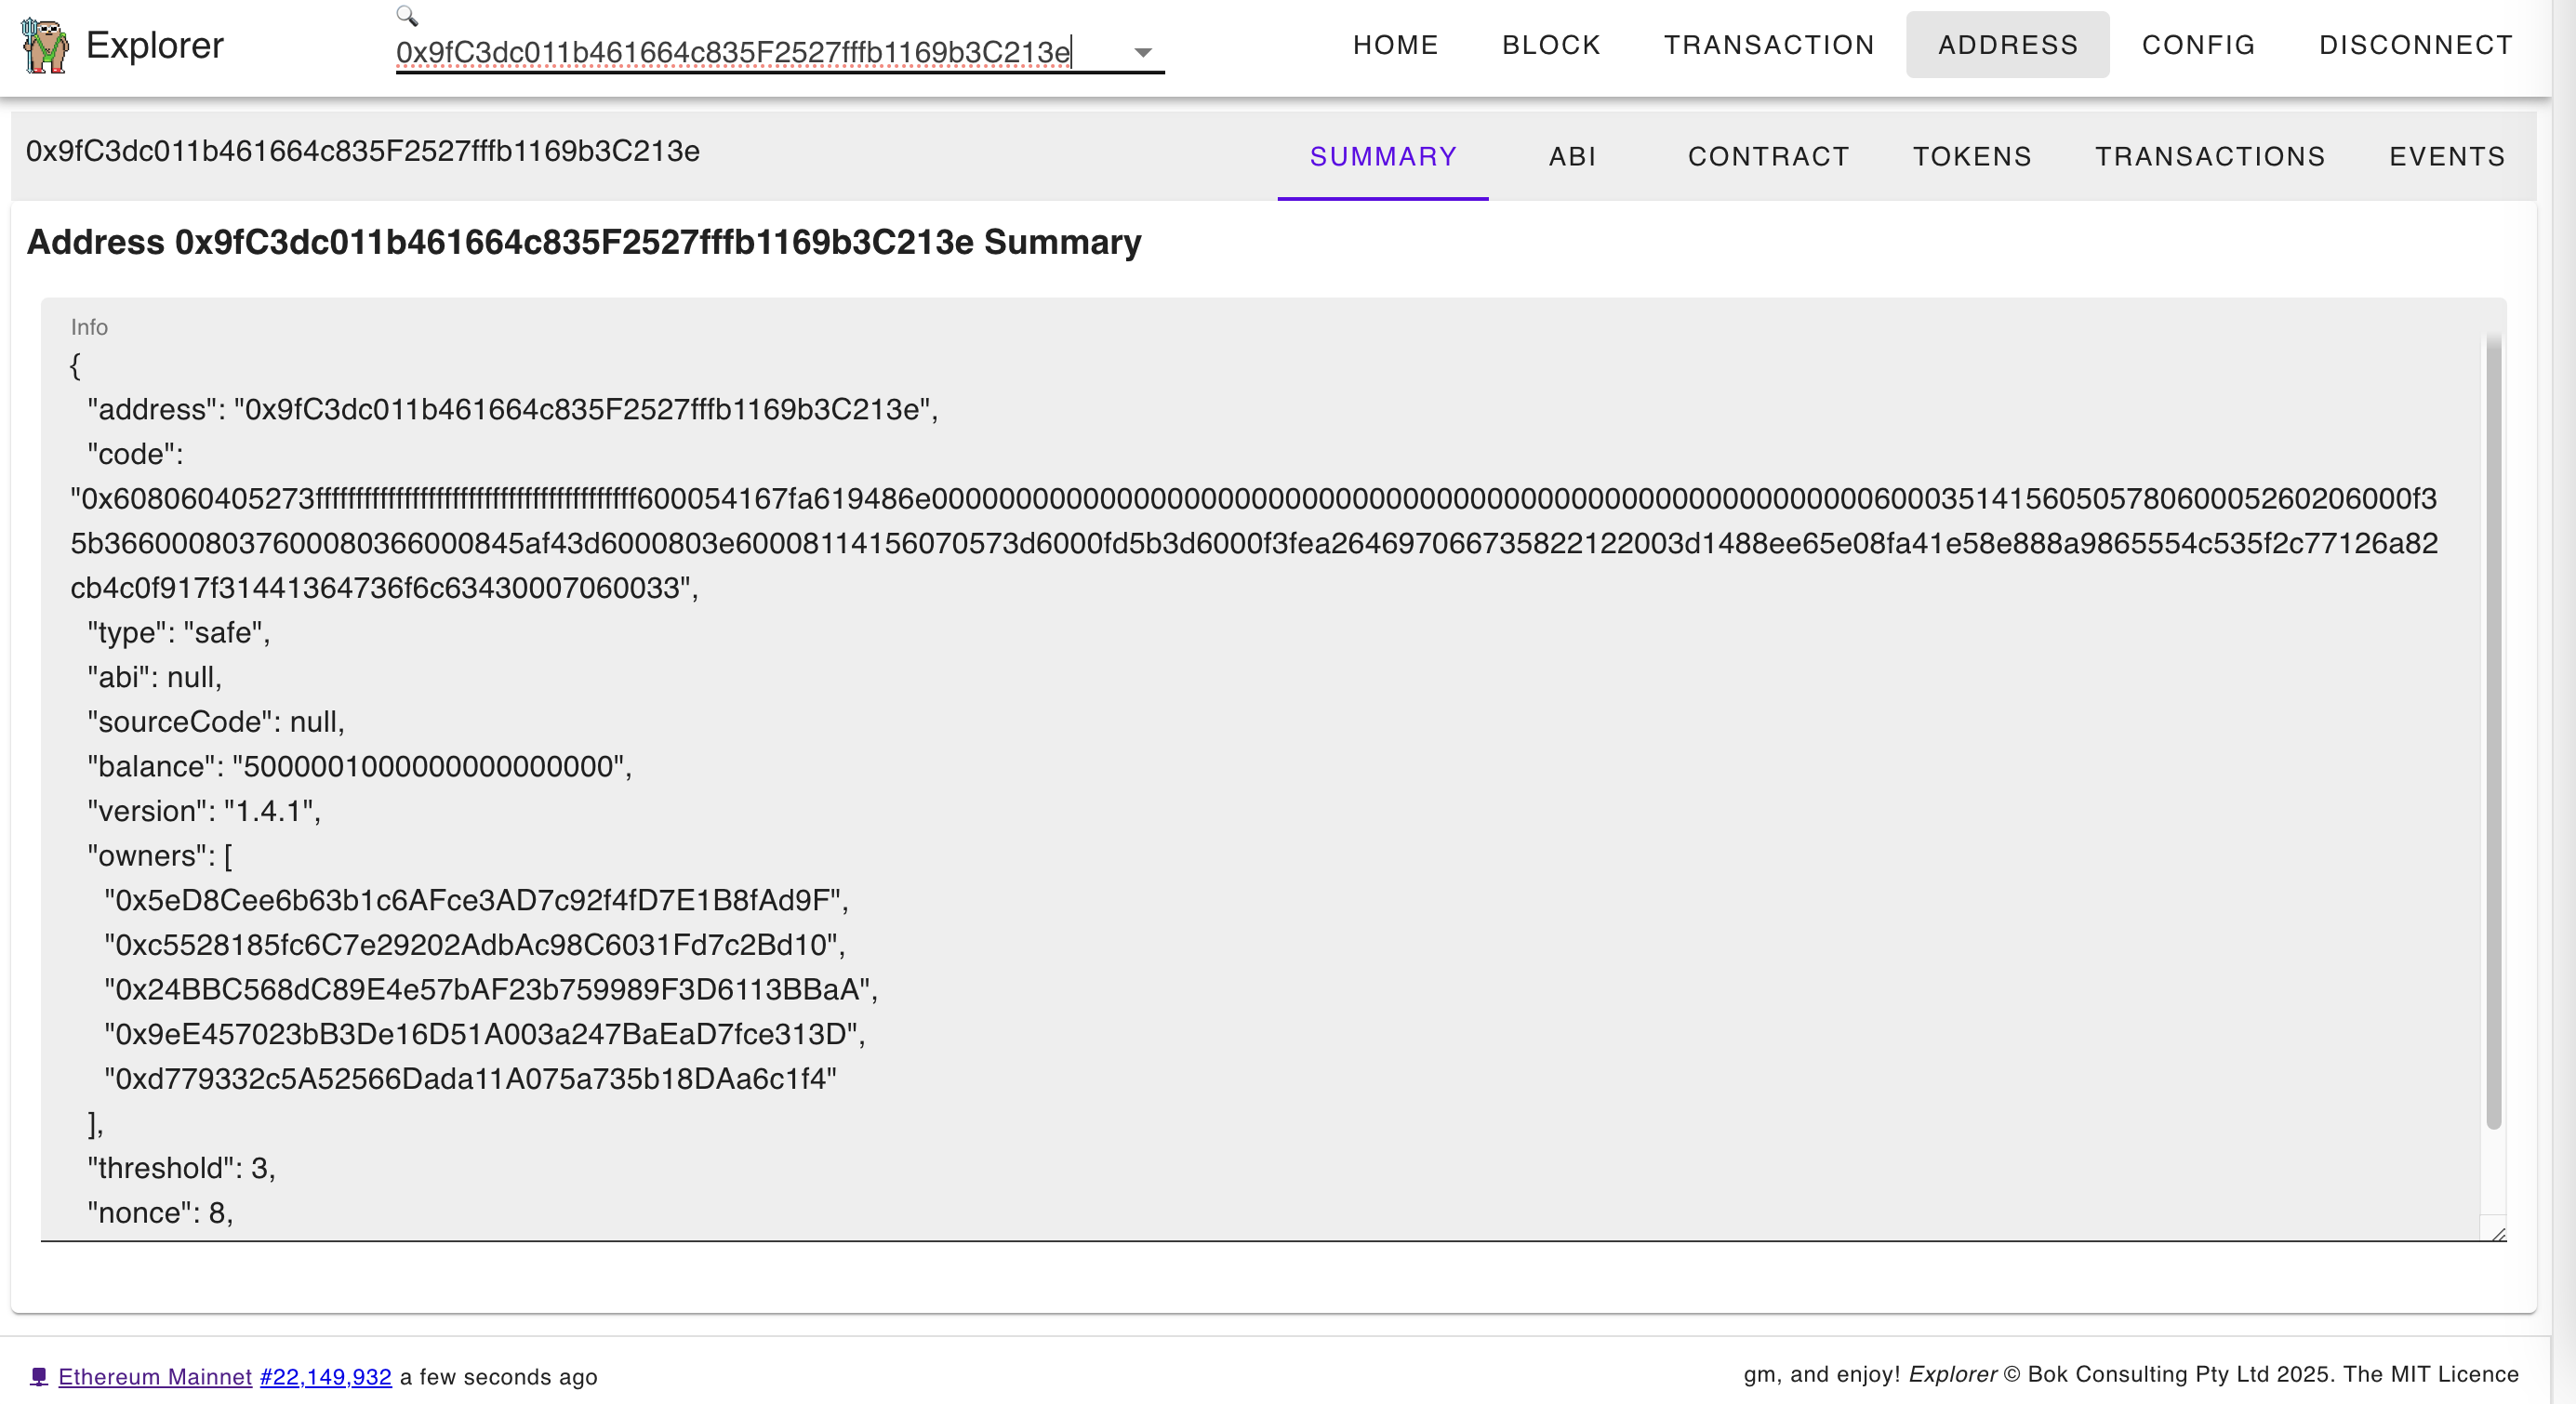 Explorer
🔍
0x9fC3dc011b461664c835F2527fffb1169b3C213e
HOME BLOCK TRANSACTION ADDRESS CONFIG DISCONNECT
0x9fC3dc011b461664c835F2527fffb1169b3C213e
SUMMARY ABI CONTRACT TOKENS TRANSACTIONS EVENTS
Address 0x9fC3dc011b461664c835F2527fffb1169b3C213e Summary
Info
{
"address": "0x9fC3dc011b461664c835F2527fffb1169b3C213e",
"code":
"0x608060405273ffffffffffffffffffffffffffffffffffffffff600054167fa619486e0000000000000000000000000000000000000000000000000000000060003514156050578060005260206000f3
5b3660008037600080366000845af43d6000803e60008114156070573d6000fd5b3d6000f3fea264697066735822122003d1488ee65e08fa41e58e888a9865554c535f2c77126a82
cb4c0f917f31441364736f6c63430007060033",
"type": "safe",
"abi": null,
"sourceCode": null,
"balance": "5000001000000000000000",
"version": "1.4.1",
"owners": [
"0x5eD8Cee6b63b1c6AFce3AD7c92f4fD7E1B8fAd9F",
"0xc5528185fc6C7e29202AdbAc98C6031Fd7c2Bd10",
"0x24BBC568dC89E4e57bAF23b759989F3D6113BBaA",
"0x9eE457023bB3De16D51A003a247BaEaD7fce313D",
"0xd779332c5A52566Dada11A075a735b18DAa6c1f4"
],
"threshold": 3,
"nonce": 8,
Ethereum Mainnet #22,149,932 a few seconds ago
gm, and enjoy! Explorer © Bok Consulting Pty Ltd 2025. The MIT Licence